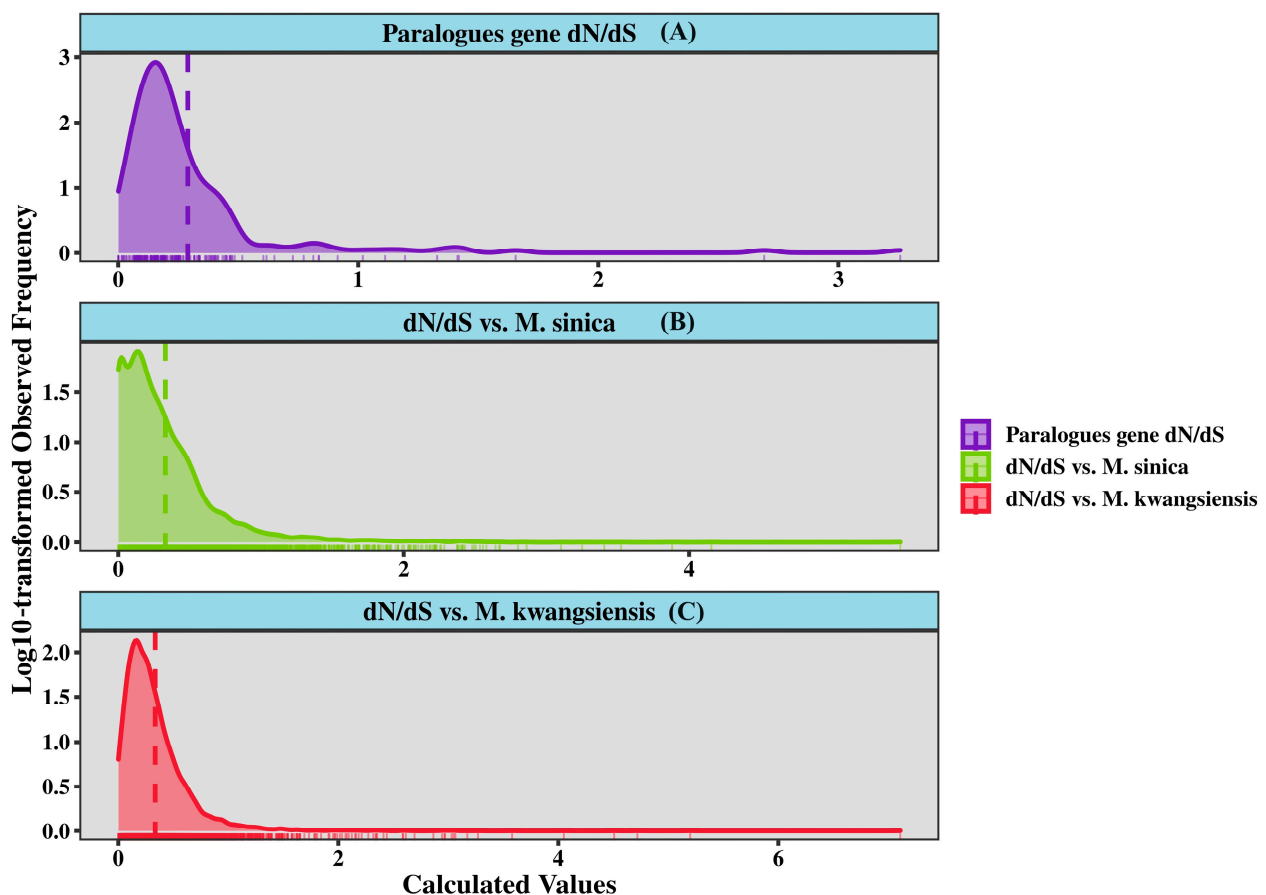 Paralogues gene dN/dS (A)
3
2
1
0
0 1 2 3
dN/dS vs. M. sinica (B)
1.5
1.0
0.5
0.0
0 2 4
dN/dS vs. M. kwangsiensis (C)
2.0
1.5
1.0
0.5
0.0
0 2 4 6
Calculated Values
Log10-transformed Observed Frequency
Paralogues gene dN/dS
dN/dS vs. M. sinica
dN/dS vs. M. kwangsiensis